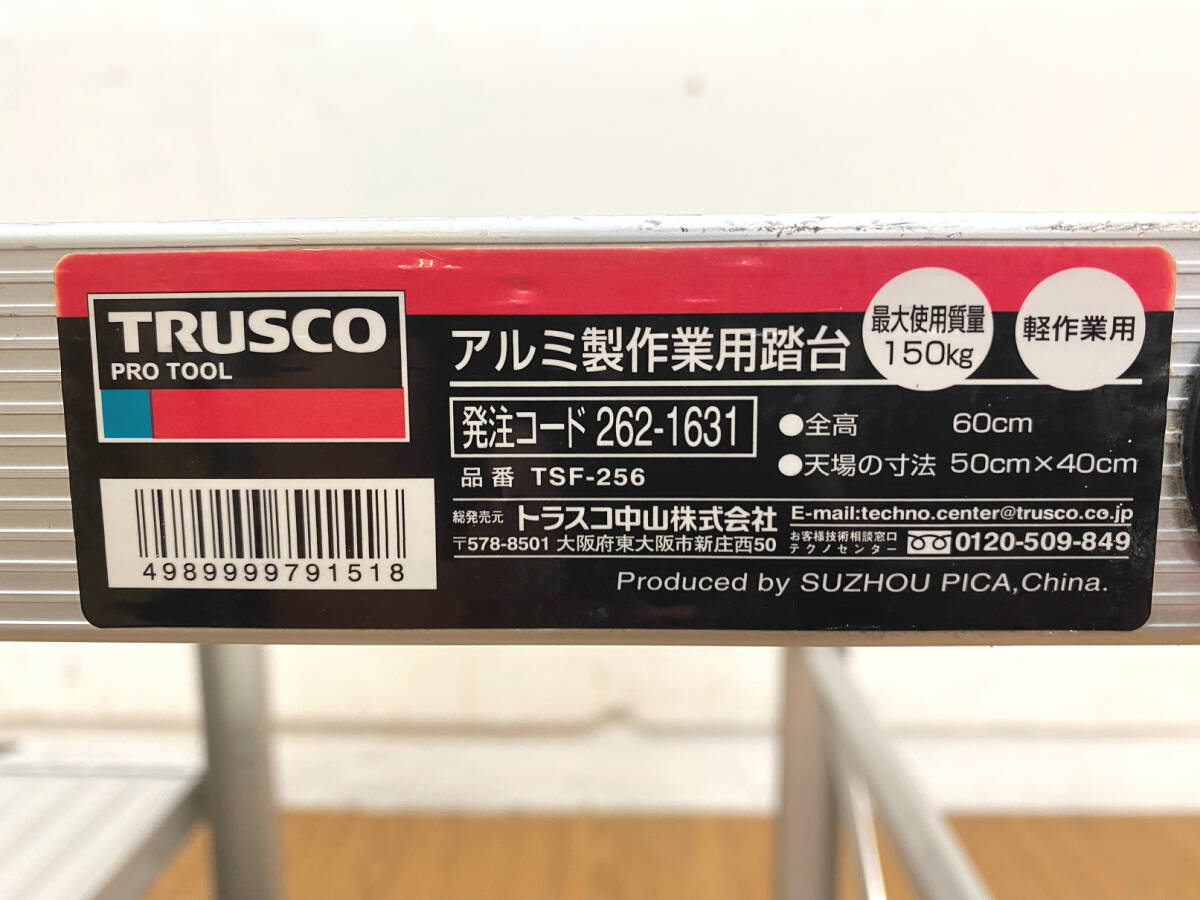 TRUSCO
PRO TOOL
アルミ製作業用踏台
最大使用質量
150kg
軽作業用
発注コード 262-1631
品番 TSF-256
●全高 60cm
●天場の寸法 50cm×40cm
総発売元 トラスコ中山株式会社
〒578-8501 大阪府東大阪市新庄西50
E-mail:techno.center@trusco.co.jp
お客様技術相談窓口
テクノセンター 0120-509-849
4989999791518
Produced by SUZHOU PICA,China.